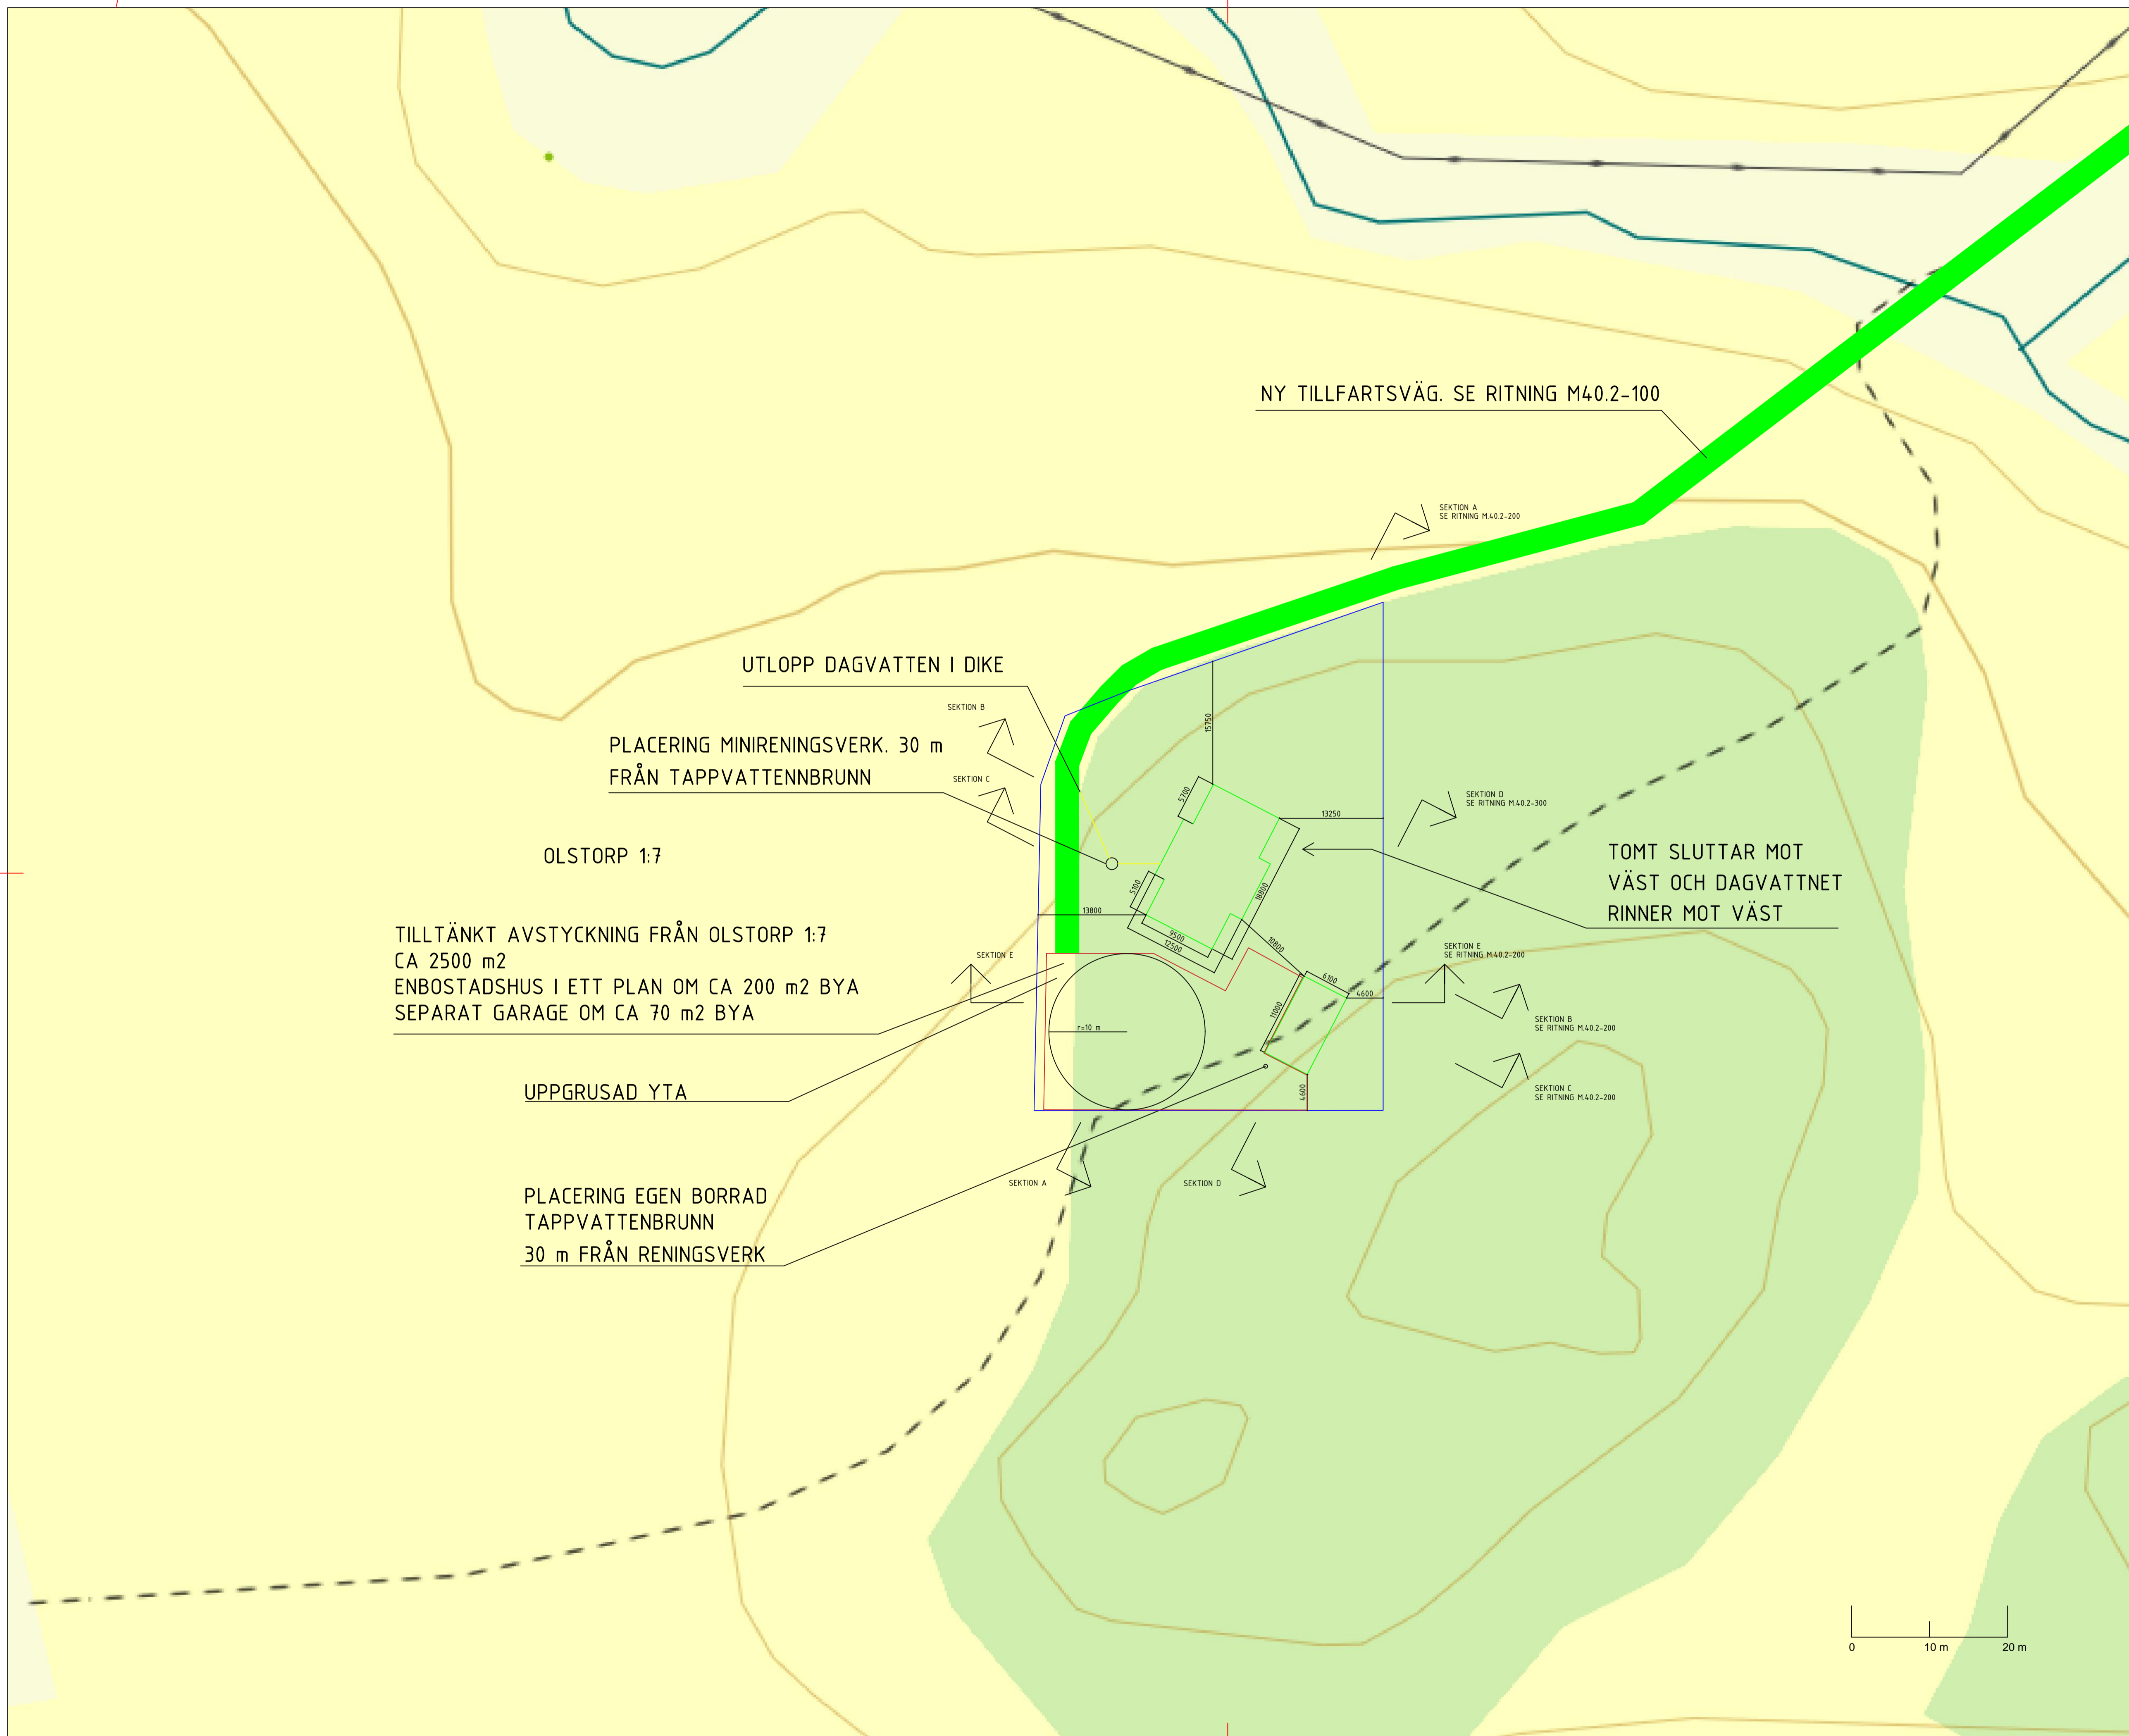 NY TILLFARTSVÄG. SE RITNING M40.2-100
SEKTION A
SE RITNING M.40.2-200
UTLOPP DAGVATTEN I DIKE
SEKTION B
15750
PLACERING MINIRENINGSVERK. 30 m
FRÅN TAPPVATTENNBRUNN
SEKTION C
5700
13250
SEKTION D
SE RITNING M.40.2-300
OLSTORP 1:7
TOMT SLUTTAR MOT
VÄST OCH DAGVATTNET
RINNER MOT VÄST
5100
18800
13800
9500
12500
10800
TILLTÄNKT AVSTYCKNING FRÅN OLSTORP 1:7
CA 2500 m2
ENBOSTADSHUS I ETT PLAN OM CA 200 m2 BYA
SEPARAT GARAGE OM CA 70 m2 BYA
SEKTION E
SEKTION E
SE RITNING M.40.2-200
6300
4600
11000
r=10 m
SEKTION B
SE RITNING M.40.2-200
UPPGRUSAD YTA
4600
SEKTION C
SE RITNING M.40.2-200
SEKTION A
SEKTION D
PLACERING EGEN BORRAD
TAPPVATTENBRUNN
30 m FRÅN RENINGSVERK
0
10 m
20 m